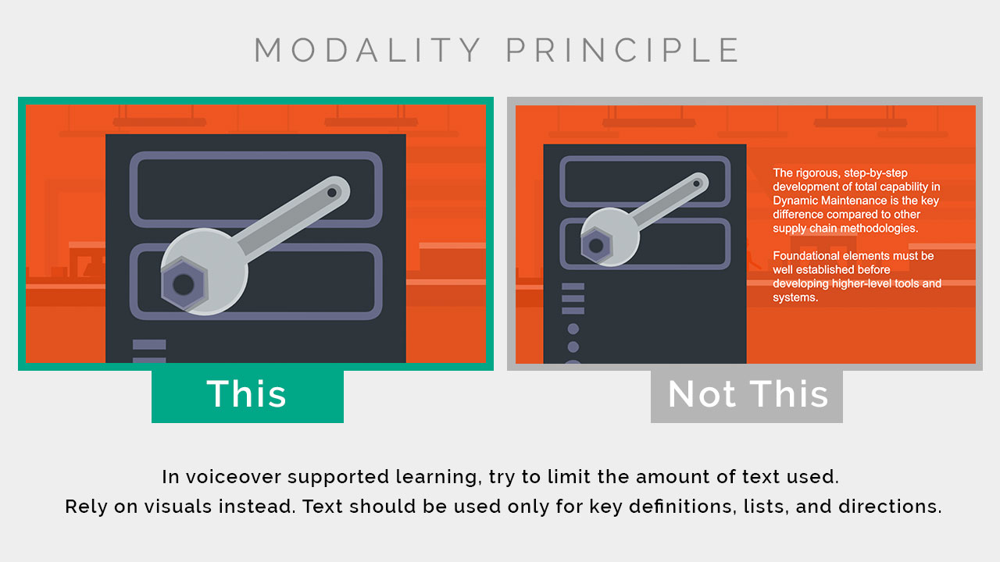 MODALITY PRINCIPLE
The rigorous, step-by-step
development of total capability in
Dynamic Maintenance is the key
difference compared to other
supply chain methodologies.
Foundational elements must be
well established before
developing higher-level tools and
systems.
This
Not This
In voiceover supported learning, try to limit the amount of text used.
Rely on visuals instead. Text should be used only for key definitions, lists, and directions.